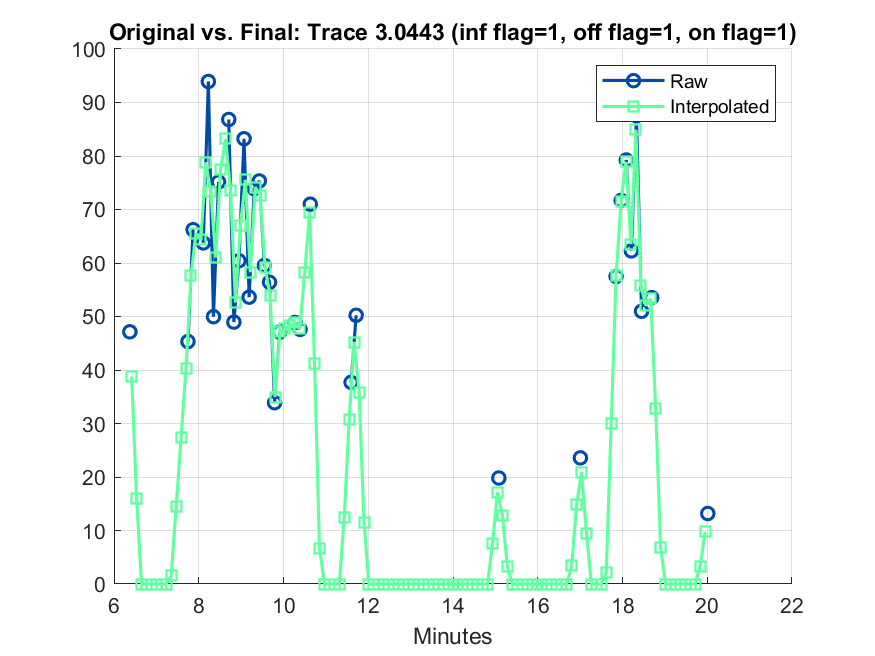 Original vs. Final: Trace 3.0443 (inf flag=1, off flag=1, on flag=1)
100
90
80
70
60
50
40
30
20
10
0
Raw
Interpolated
6 8 10 12 14 16 18 20 22
Minutes